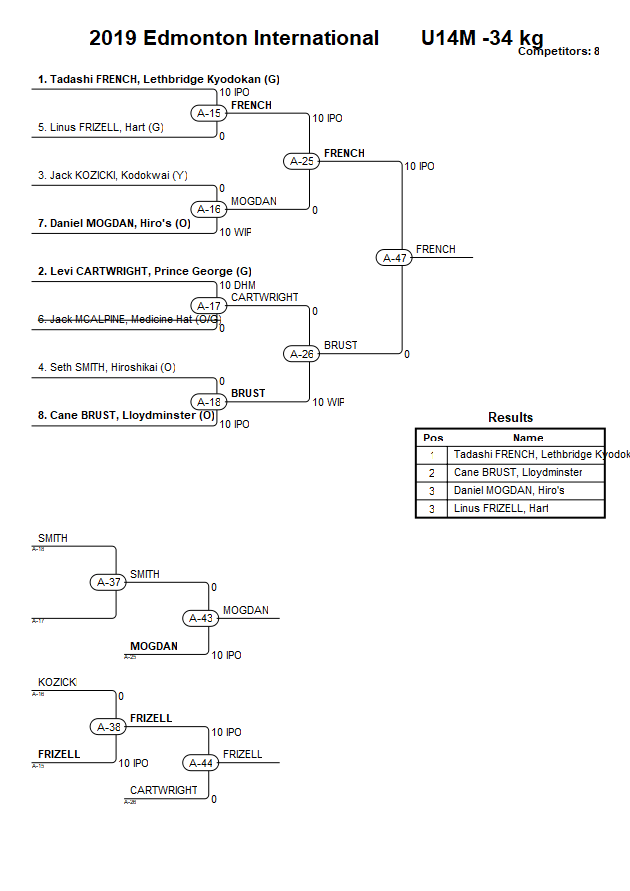 2019 Edmonton International U14M -34 kg
Competitors: 8
1. Tadashi FRENCH, Lethbridge Kyodokan (G)
10 IPO
A-15 FRENCH
10 IPO
5. Linus FRIZELL, Hart (G)
0
A-25 FRENCH
10 IPO
3. Jack KOZICKI, Kodokwai (Y)
0
A-16 MOGDAN
0
7. Daniel MOGDAN, Hiro's (O)
10 WIP
A-47 FRENCH
2. Levi CARTWRIGHT, Prince George (G)
10 DHM
A-17 CARTWRIGHT
0
6. Jack MCALPINE, Medicine Hat (O/G)
0
A-26 BRUST
0
4. Seth SMITH, Hiroshikai (O)
0
A-18 BRUST
10 WIP
8. Cane BRUST, Lloydminster (O)
10 IPO
Results
Pos Name
1 Tadashi FRENCH, Lethbridge Kyodok
2 Cane BRUST, Lloydminster
3 Daniel MOGDAN, Hiro's
3 Linus FRIZELL, Hart
SMITH
A-18
A-37 SMITH
0
A-17
A-43 MOGDAN
MOGDAN
A-25
10 IPO
KOZICKI
A-16
0
A-38 FRIZELL
10 IPO
FRIZELL
A-15
10 IPO
A-44 FRIZELL
CARTWRIGHT
A-26
0